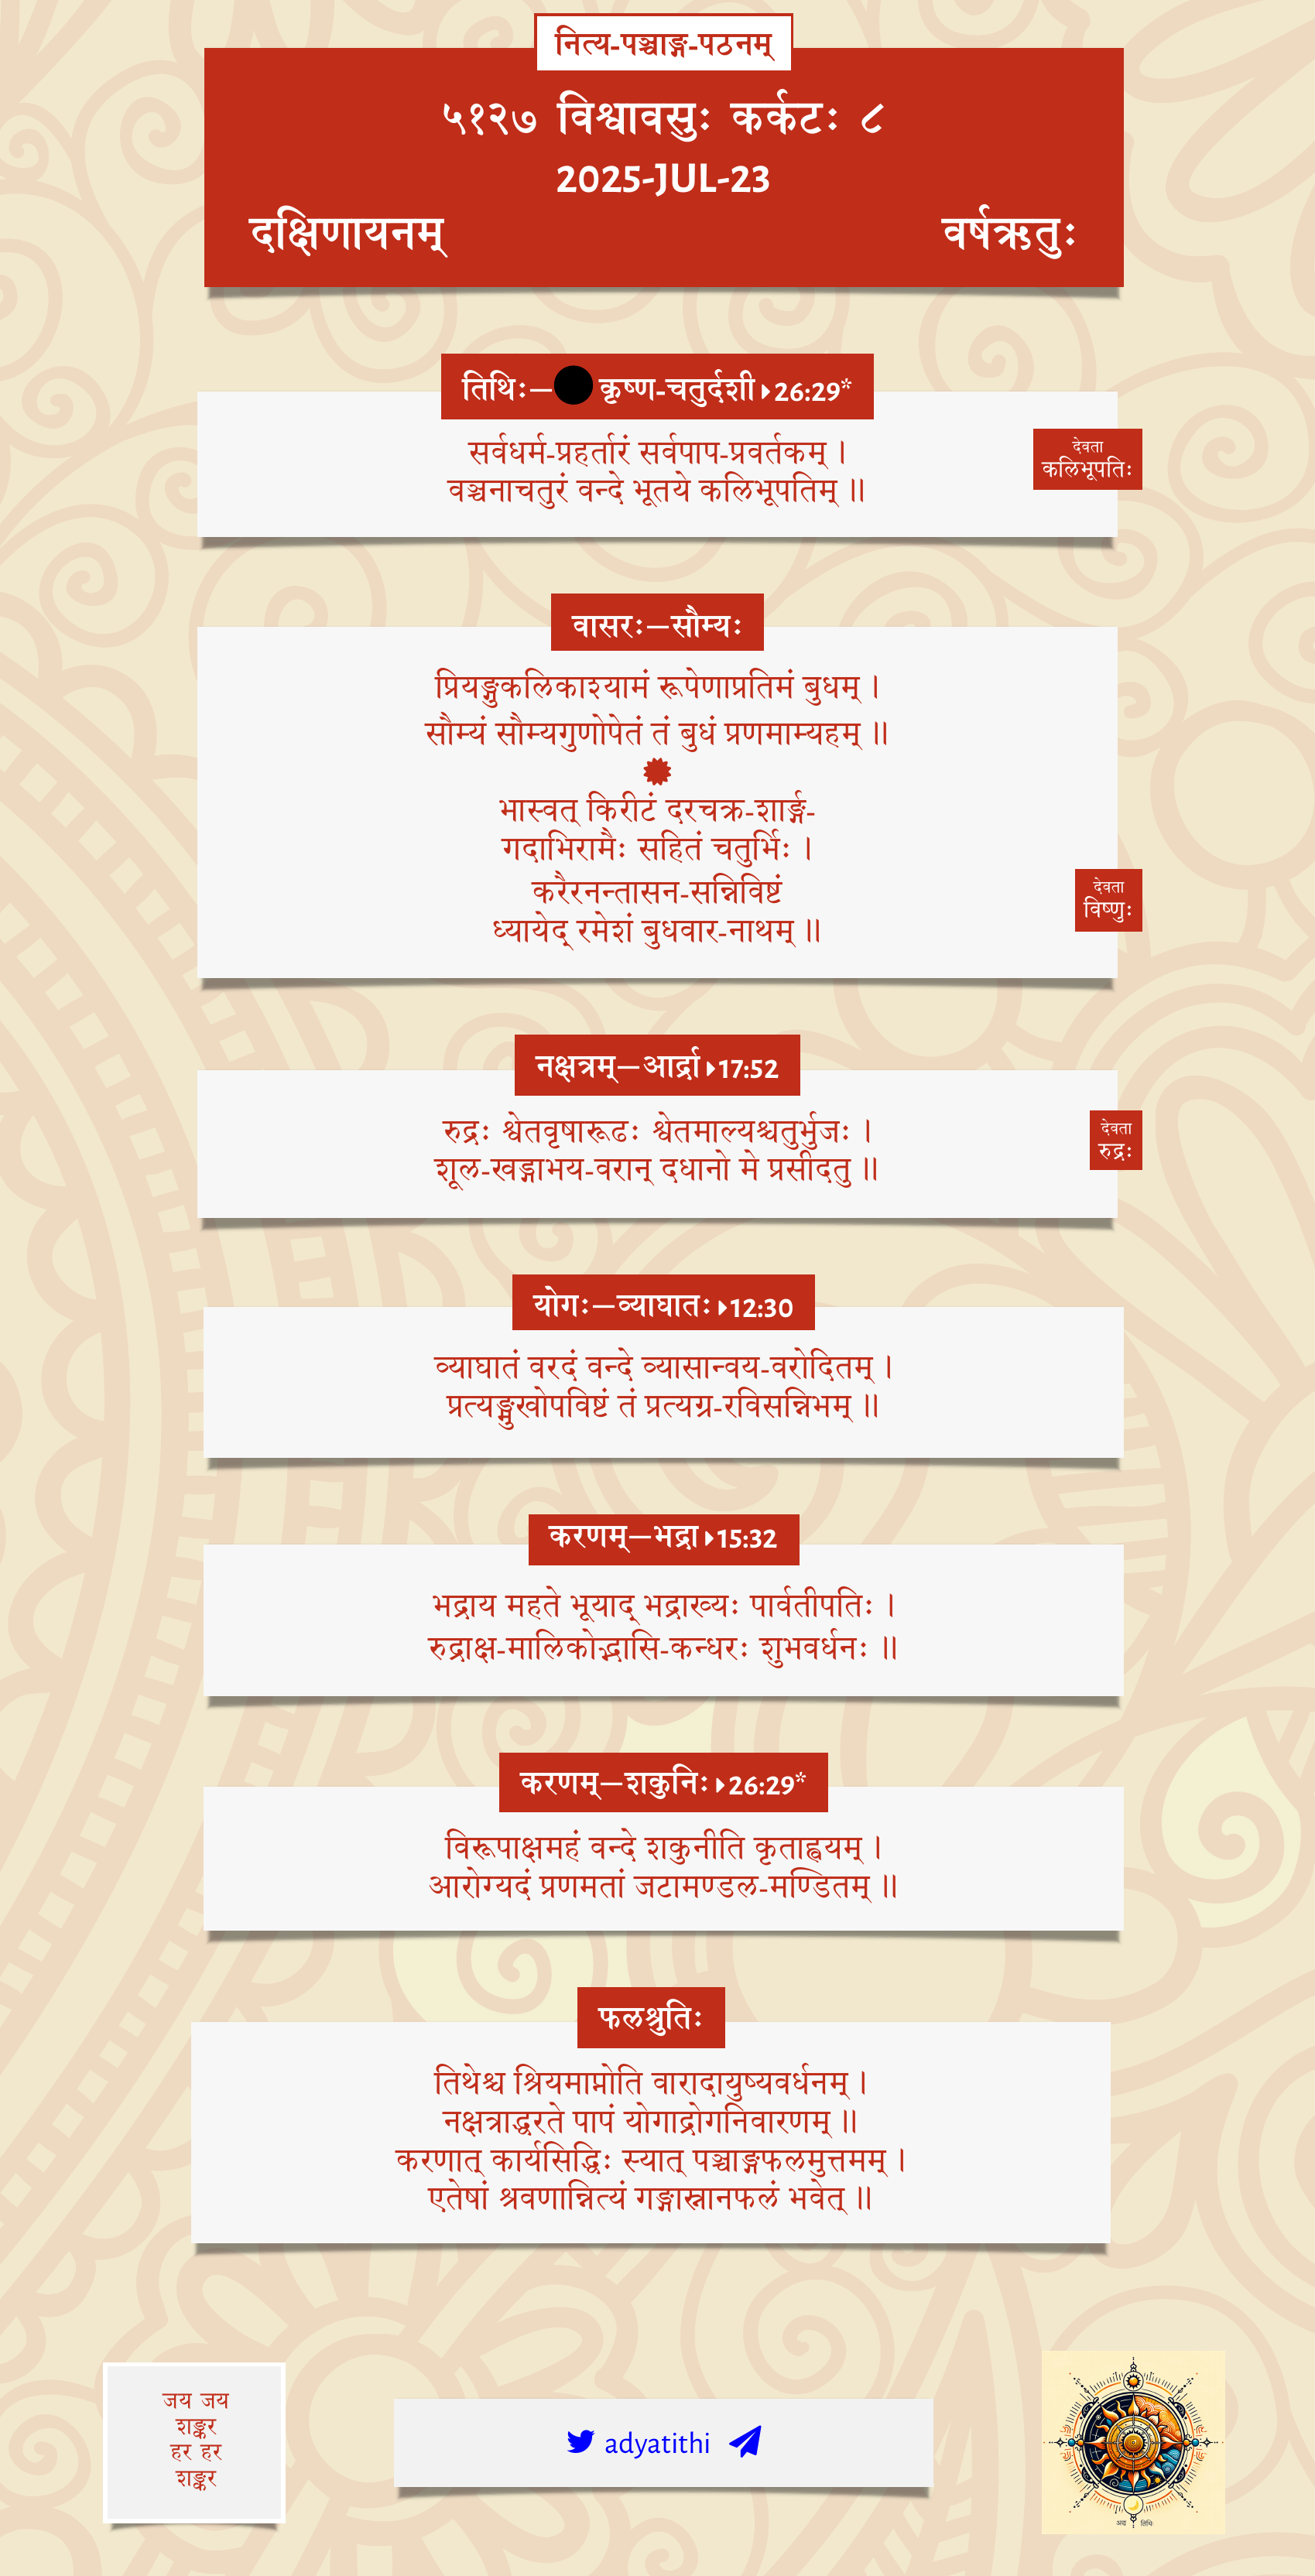 नित्य-पञ्चाङ्ग-पठनम्
५१२७ विश्वावसुः कर्कटः ८
2025-JUL-23
दक्षिणायनम् वर्षऋतुः
तिथिः— कृष्ण-चतुर्दशी 26:29*
सर्वधर्म-प्रहर्तारं सर्वपाप-प्रवर्तकम् ।
वञ्चनाचतुरं वन्दे भूतये कलिभूपतिम् ॥
देवता
कलिभूपतिः
वासरः—सौम्यः
प्रियङ्गुकलिकाश्यामं रूपेणाप्रतिमं बुधम् ।
सौम्यं सौम्यगुणोपेतं तं बुधं प्रणमाम्यहम् ॥
भास्वत् किरीटं दरचक्र-शार्ङ्ग-
गदाभिरामैः सहितं चतुर्भिः ।
करैरनन्तासन-सन्निविष्टं
ध्यायेद् रमेशं बुधवार-नाथम् ॥
देवता
विष्णुः
नक्षत्रम्—आर्द्रा 17:52
रुद्रः श्वेतवृषारूढः श्वेतमाल्यश्चतुर्भुजः ।
शूल-खड्गाभय-वरान् दधानो मे प्रसीदतु ॥
देवता
रुद्रः
योगः—व्याघातः 12:30
व्याघातं वरदं वन्दे व्यासान्वय-वरोदितम् ।
प्रत्यङ्मुखोपविष्टं तं प्रत्यग्र-रविसन्निभम् ॥
करणम्—भद्रा 15:32
भद्राय महते भूयाद् भद्राख्यः पार्वतीपतिः ।
रुद्राक्ष-मालिकोद्भासि-कन्धरः शुभवर्धनः ॥
करणम्—शकुनिः 26:29*
विरूपाक्षमहं वन्दे शकुनीति कृताह्वयम् ।
आरोग्यदं प्रणमतां जटामण्डल-मण्डितम् ॥
फलश्रुतिः
तिथेश्च श्रियमाप्नोति वारादायुष्यवर्धनम् ।
नक्षत्राद्धरते पापं योगाद्रोगनिवारणम् ॥
करणात् कार्यसिद्धिः स्यात् पञ्चाङ्गफलमुत्तमम् ।
एतेषां श्रवणान्नित्यं गङ्गास्नानफलं भवेत् ॥
जय जय
शङ्कर
हर हर
शङ्कर
adyatithi
अद्य तिथिः